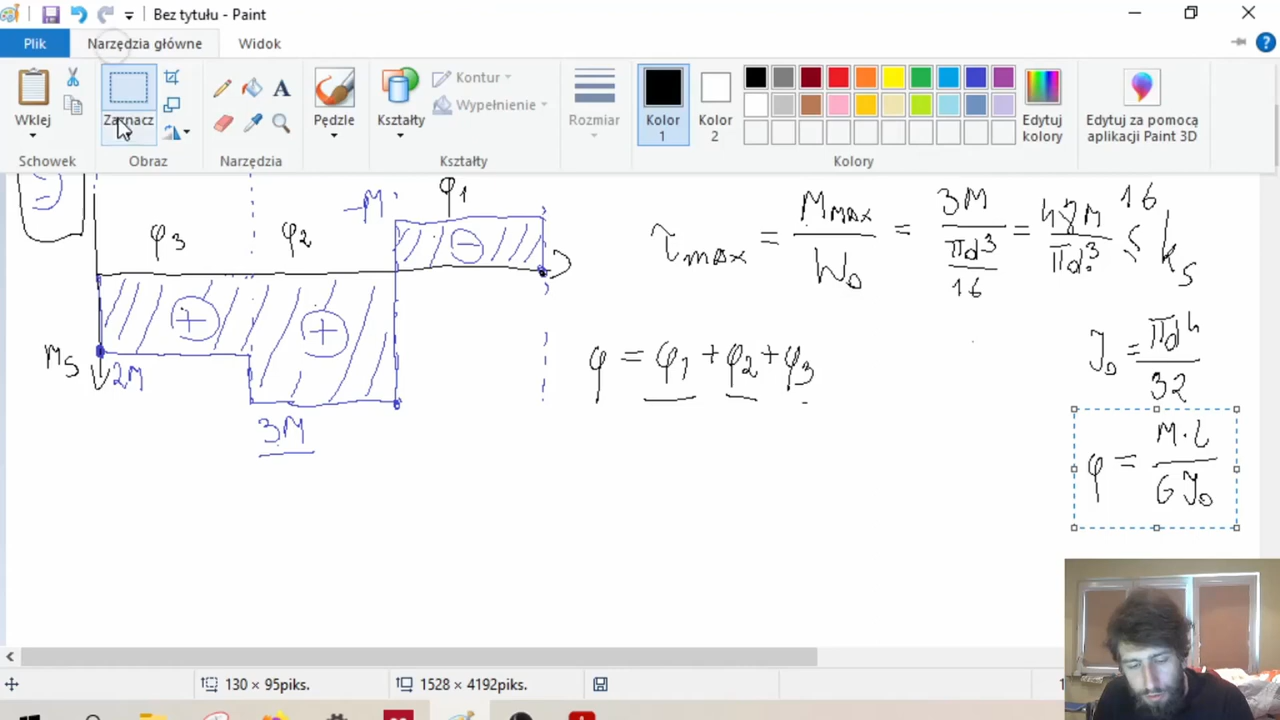 Bez tytułu - Paint
Plik
Narzędzia główne
Widok
Wklej
Zaznacz
Pędzle
Kształty
Kontur
Wypełnienie
Rozmiar
Kolor 1
Kolor 2
Edytuj kolory
Edytuj za pomocą aplikacji Paint 3D
Schowek
Obraz
Narzędzia
Kształty
Kolory
φ3
φ2
-M
φ1
+
+
-
Ms
2M
3M
τmax = MMAX / W0 = 3M / (πd³/16) = 48M / πd³ ≤ ks
16
J0 = πd⁴ / 32
φ = φ1 + φ2 + φ3
φ = M·L / GJ0
130 × 95piks.
1528 × 4192piks.